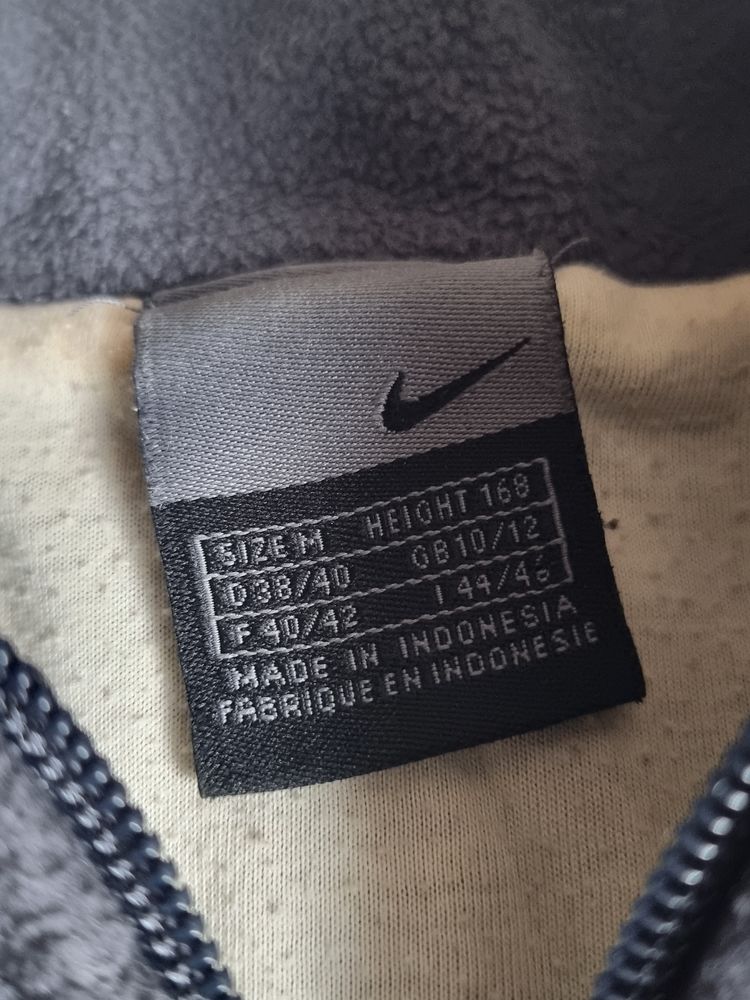 SIZE M HEIGHT 168
D 38/40 GB 10/12
F 40/42 I 44/46
MADE IN INDONESIA
FABRIQUE EN INDONESIE